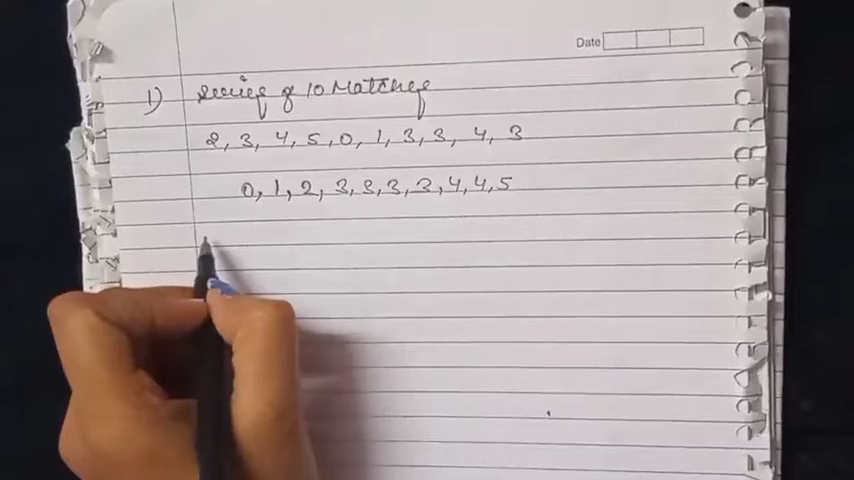 Date
1) Series of 10 Matches
2, 3, 4, 5, 0, 1, 3, 3, 4, 3
0, 1, 2, 3, 3, 3, 3, 4, 4, 5